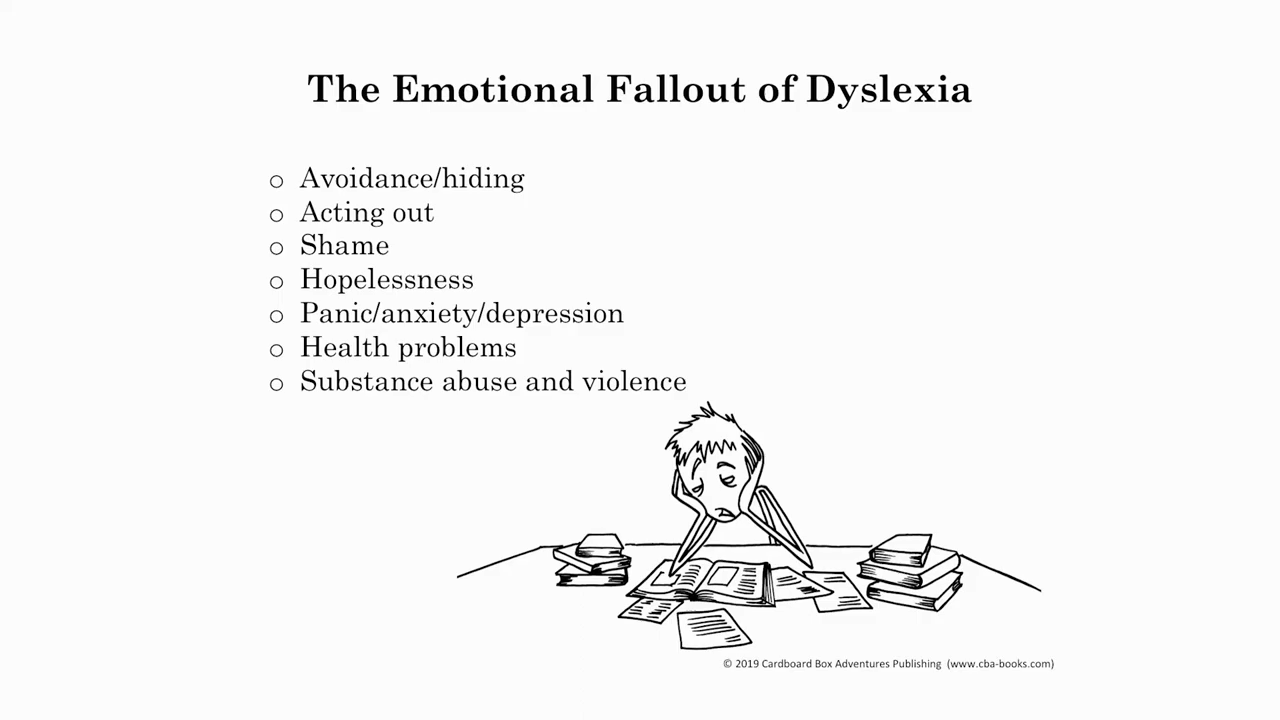 The Emotional Fallout of Dyslexia
o Avoidance/hiding
o Acting out
o Shame
o Hopelessness
o Panic/anxiety/depression
o Health problems
o Substance abuse and violence
© 2019 Cardboard Box Adventures Publishing (www.cba-books.com)